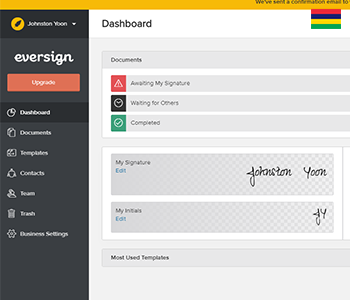 We've sent a confirmation email to
Johnston Yoon
Dashboard
eversign
Upgrade
Dashboard
Documents
Templates
Contacts
Team
Trash
Business Settings
Documents
Awaiting My Signature
Waiting for Others
Completed
My Signature
Edit
Johnston Yoon
My Initials
Edit
JY
Most Used Templates